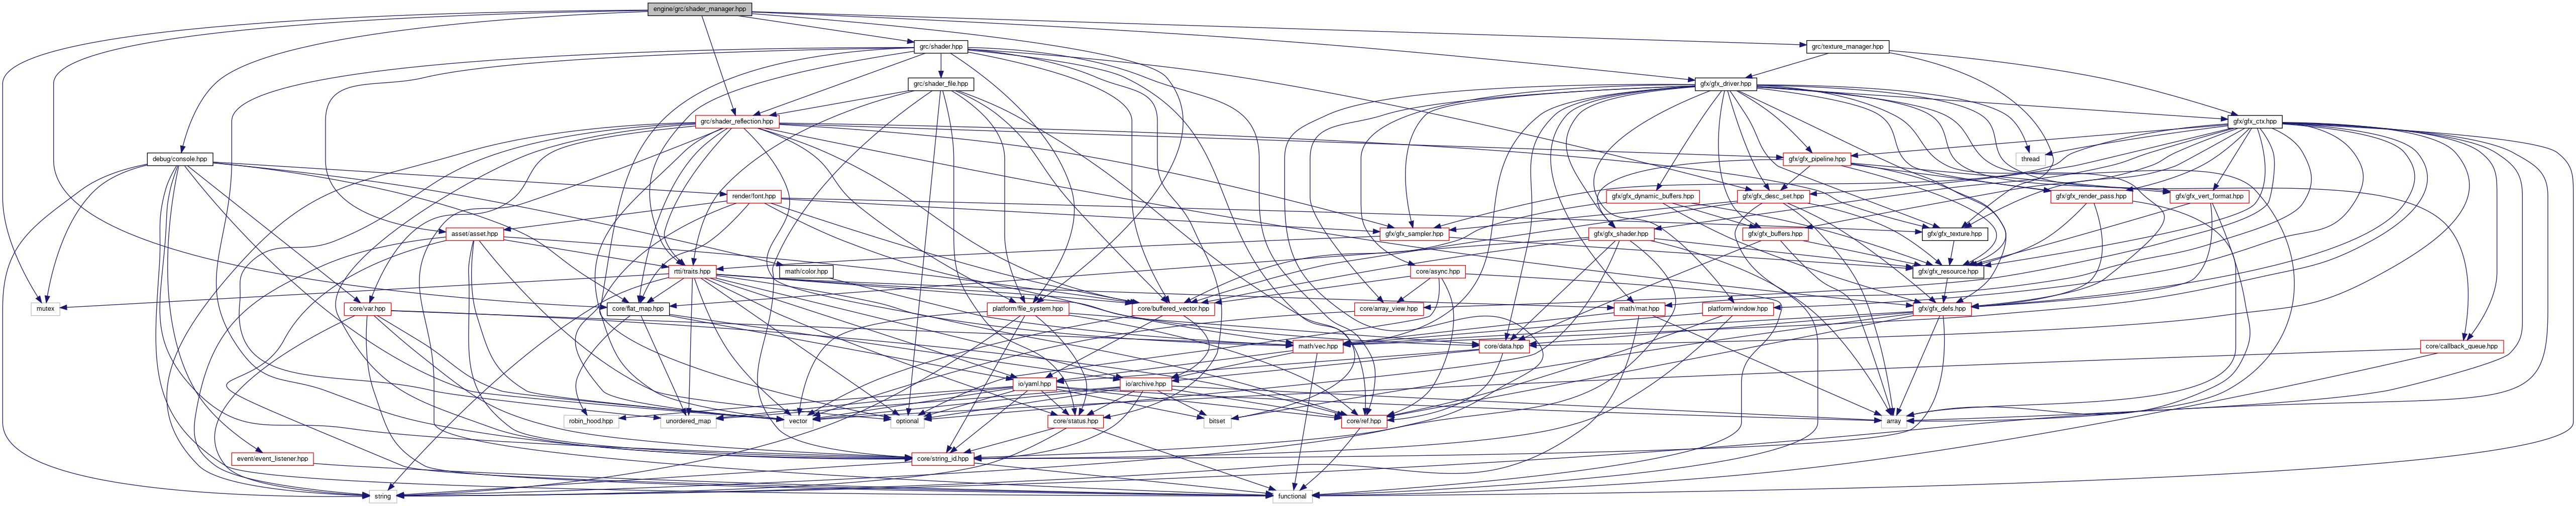 engine/grc/shader_manager.hpp
grc/shader.hpp
grc/texture_manager.hpp
grc/shader_file.hpp
gfx/gfx_driver.hpp
grc/shader_reflection.hpp
gfx/gfx_ctx.hpp
debug/console.hpp
gfx/gfx_pipeline.hpp
thread
render/font.hpp
gfx/gfx_dynamic_buffers.hpp
gfx/gfx_desc_set.hpp
gfx/gfx_render_pass.hpp
gfx/gfx_vert_format.hpp
asset/asset.hpp
gfx/gfx_sampler.hpp
gfx/gfx_shader.hpp
gfx/gfx_buffers.hpp
gfx/gfx_texture.hpp
rtti/traits.hpp
math/color.hpp
core/async.hpp
gfx/gfx_resource.hpp
mutex
core/var.hpp
core/flat_map.hpp
platform/file_system.hpp
core/buffered_vector.hpp
core/array_view.hpp
math/mat.hpp
platform/window.hpp
gfx/gfx_defs.hpp
math/vec.hpp
core/data.hpp
core/callback_queue.hpp
io/yaml.hpp
io/archive.hpp
robin_hood.hpp
unordered_map
vector
optional
core/status.hpp
bitset
core/ref.hpp
array
event/event_listener.hpp
core/string_id.hpp
string
functional